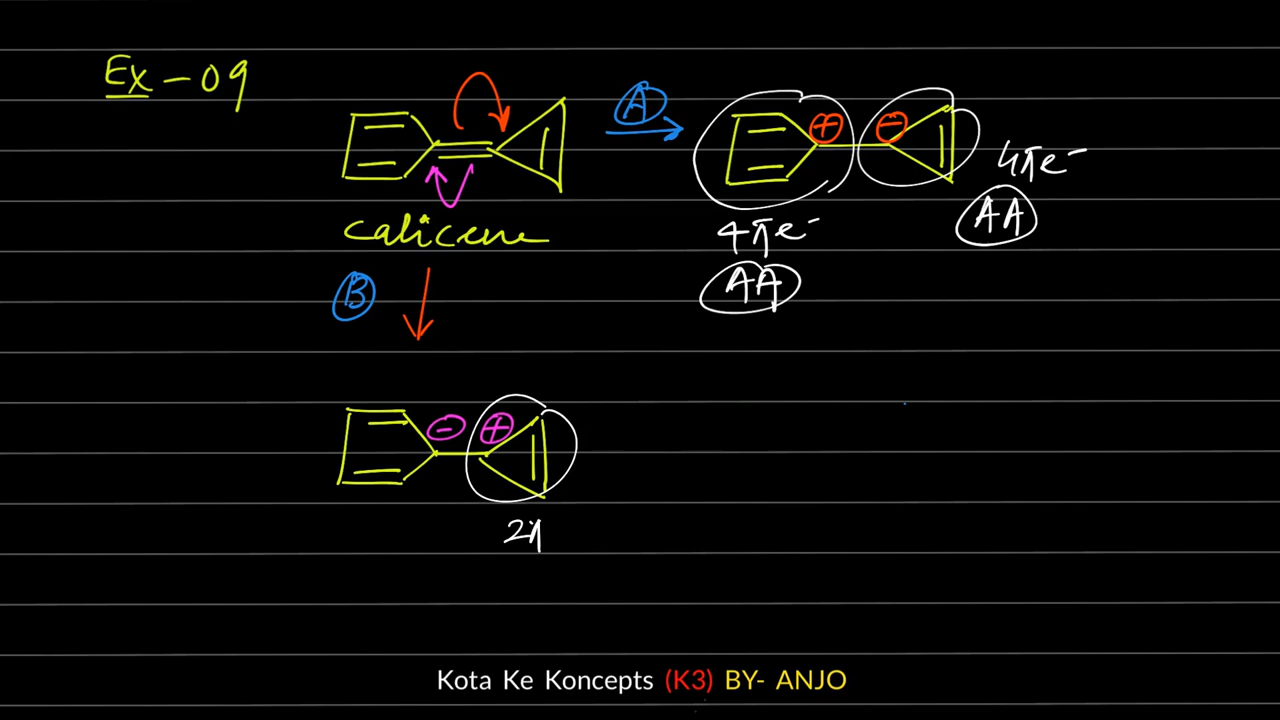 Ex - 09
A
⊕ ⊖
4πe⁻
AA
calicene
4πe⁻
AA
B
⊖ ⊕
2π
Kota Ke Koncepts (K3) BY- ANJO